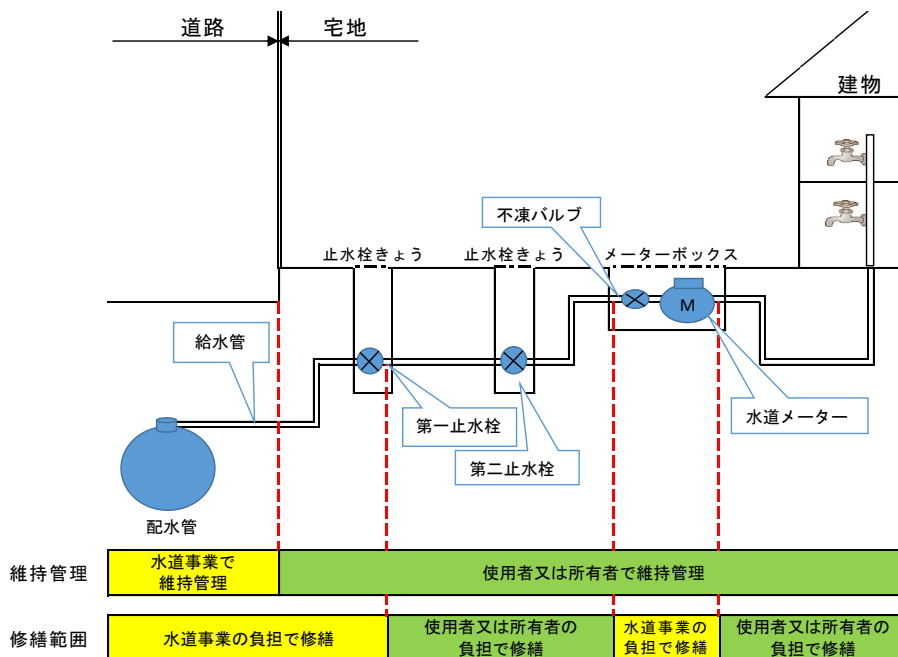 道路
宅地
建物
不凍バルブ
止水栓きょう
止水栓きょう
メーターボックス
M
給水管
第一止水栓
水道メーター
第二止水栓
配水管
維持管理
水道事業で
維持管理
使用者又は所有者で維持管理
修繕範囲
水道事業の負担で修繕
使用者又は所有者の
負担で修繕
水道事業の
負担で修繕
使用者又は所有者の
負担で修繕